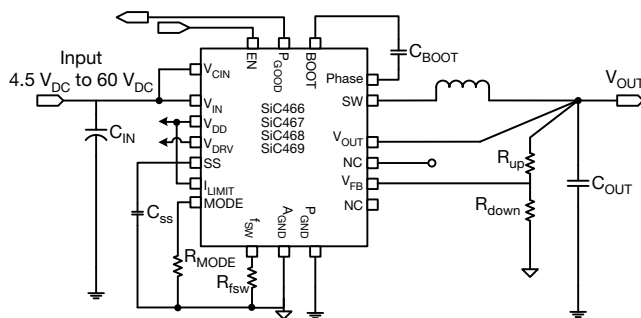 Input
4.5 VDC to 60 VDC
EN
PGOOD
BOOT
CBOOT
VCIN
Phase
VIN
SiC466
SiC467
SiC468
SiC469
SW
VOUT
CIN
VDD
VDRV
VOUT
SS
NC
Rup
ILIMIT
VFB
COUT
Css
MODE
NC
Rdown
fSW
AGND
PGND
RMODE
Rfsw